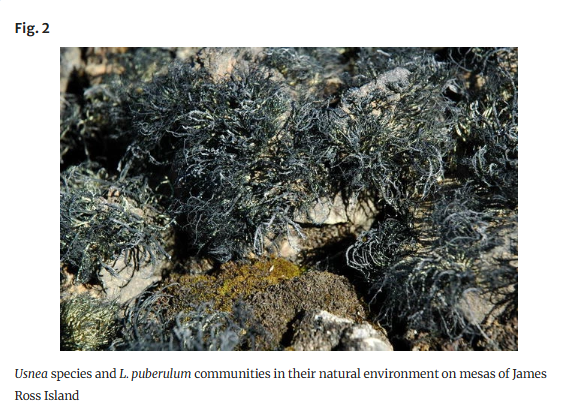 Fig. 2
Usnea species and L. puberulum communities in their natural environment on mesas of James
Ross Island